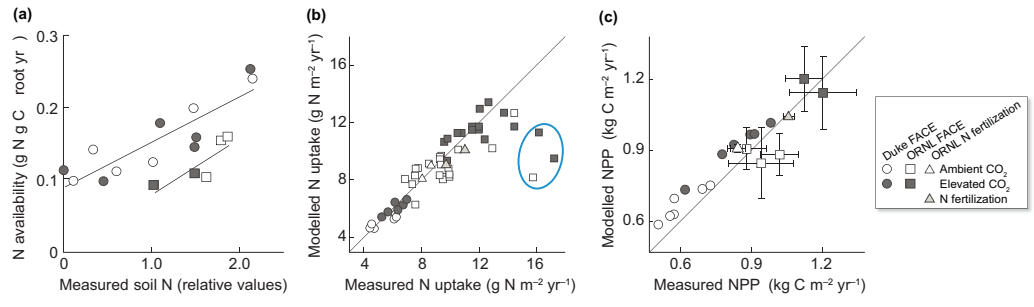 (a)
(b)
(c)
N availability (g N g C root yr )
0.3
0.2
0.1
0
0
1.0
2.0
Measured soil N (relative values)
Modelled N uptake (g N m−2 yr−1)
16
12
8
4
4
8
12
16
Measured N uptake (g N m−2 yr−1)
Modelled NPP (kg C m−2 yr−1)
1.2
0.9
0.6
0.6
0.9
1.2
Measured NPP (kg C m−2 yr−1)
Duke FACE
ORNL FACE
ORNL N fertilization
Ambient CO2
Elevated CO2
N fertilization